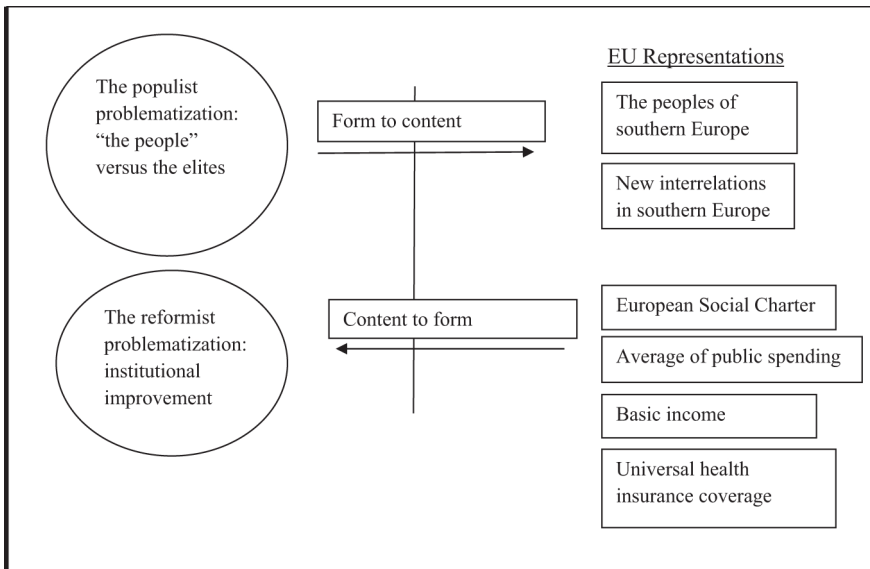 The populist
problematization:
“the people”
versus the elites
Form to content
EU Representations
The peoples of
southern Europe
New interrelations
in southern Europe
The reformist
problematization:
institutional
improvement
Content to form
European Social Charter
Average of public spending
Basic income
Universal health
insurance coverage